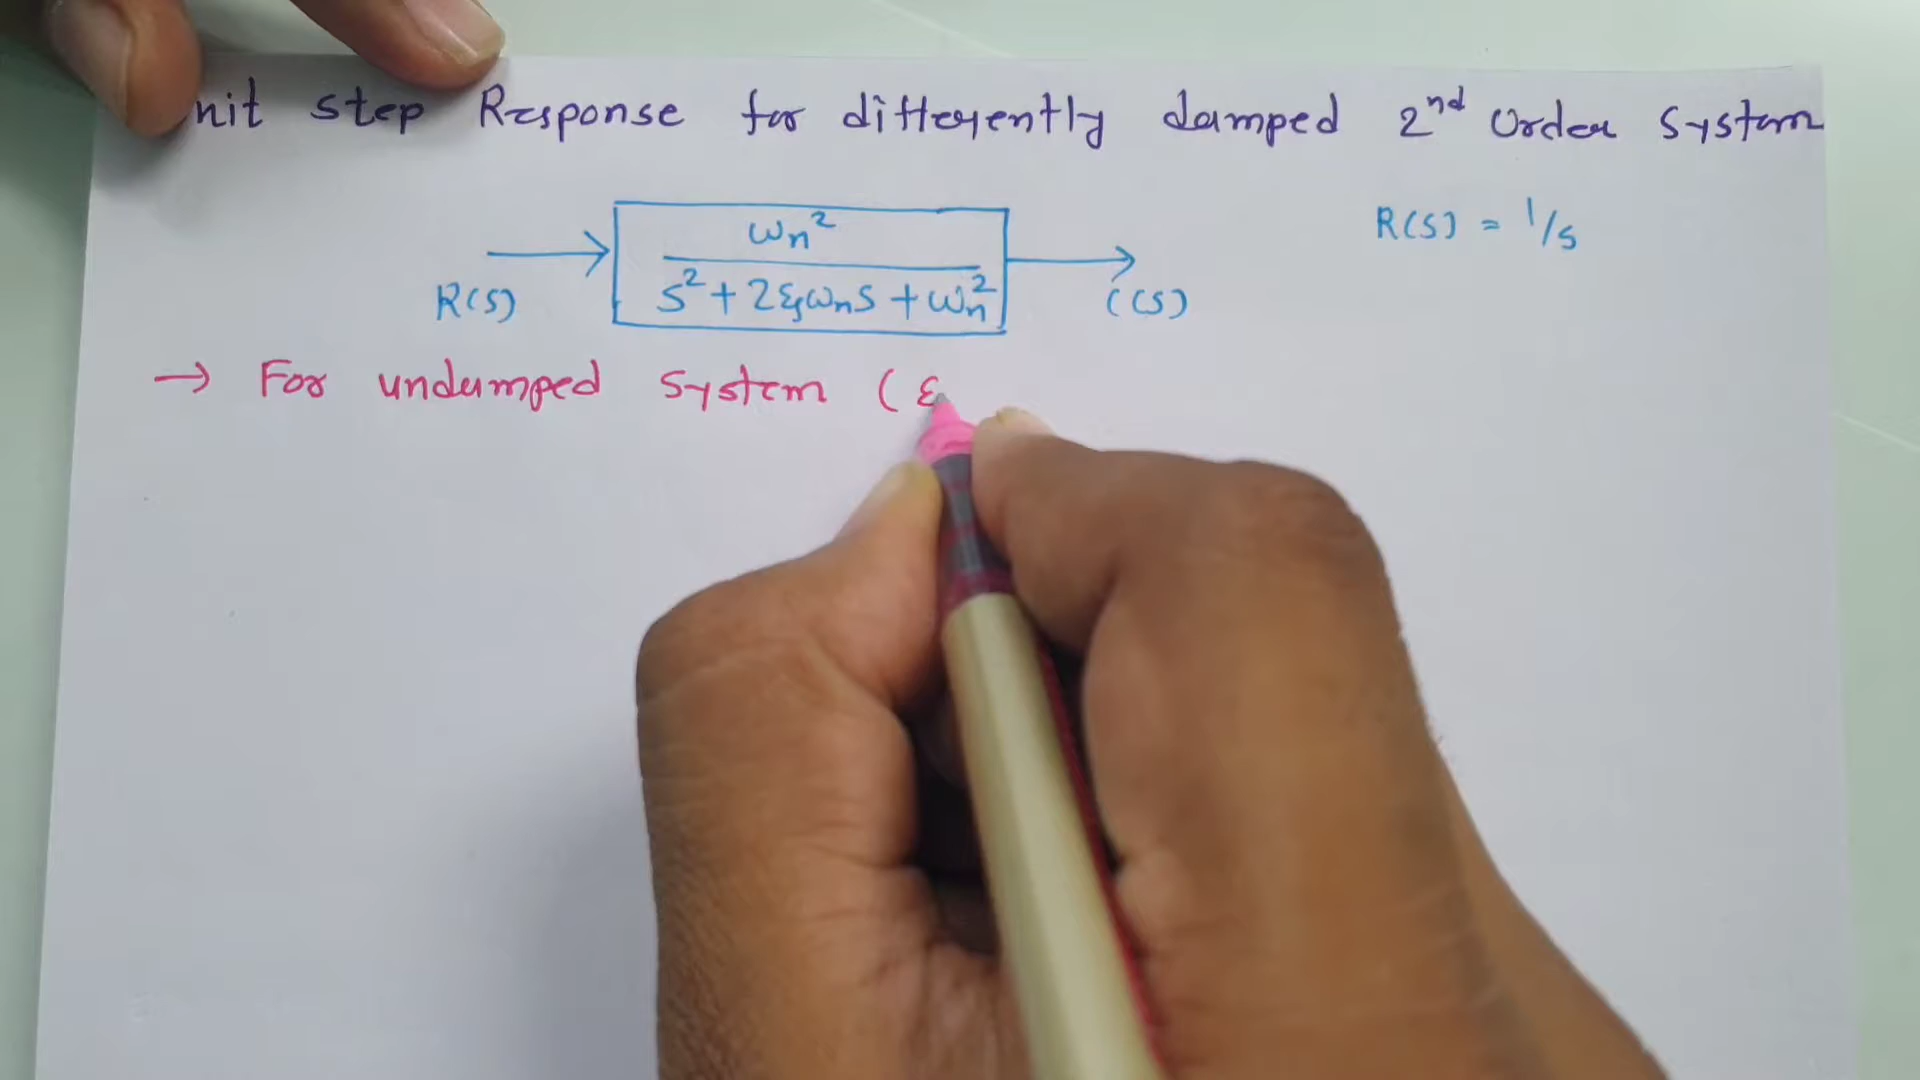 nit step Response for differently damped 2nd Order System
R(S) = 1/s
ωn²
S² + 2ξωnS + ωn²
R(S)
C(S)
→ For undamped System ( ξ